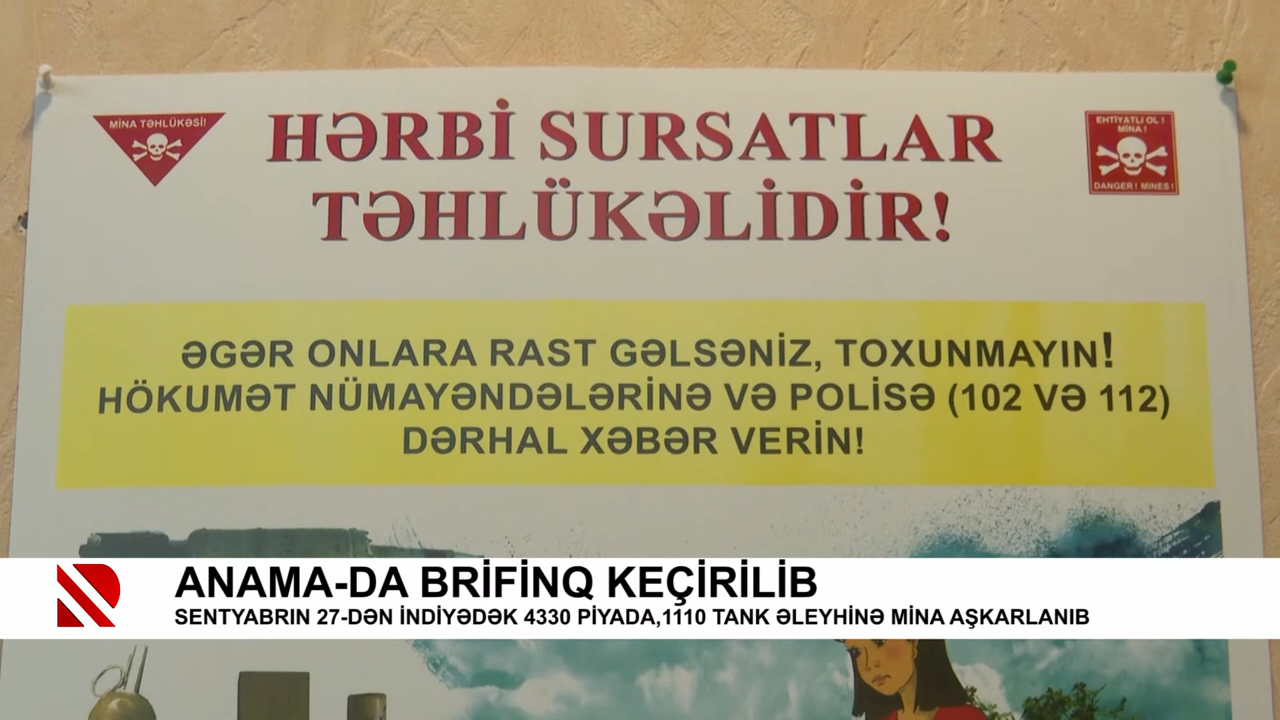 MİNA TƏHLÜKƏSİ!
HƏRBİ SURSATLAR
TƏHLÜKƏLİDİR!
EHTİYATLI OL !
MİNA !
DANGER ! MINES !
ƏGƏR ONLARA RAST GƏLSƏNİZ, TOXUNMAYIN!
HÖKUMƏT NÜMAYƏNDƏLƏRİNƏ VƏ POLİSƏ (102 VƏ 112)
DƏRHAL XƏBƏR VERİN!
ANAMA-DA BRİFİNQ KEÇİRİLİB
SENTYABRIN 27-DƏN İNDİYƏDƏK 4330 PİYADA,1110 TANK ƏLEYHİNƏ MİNA AŞKARLANIB